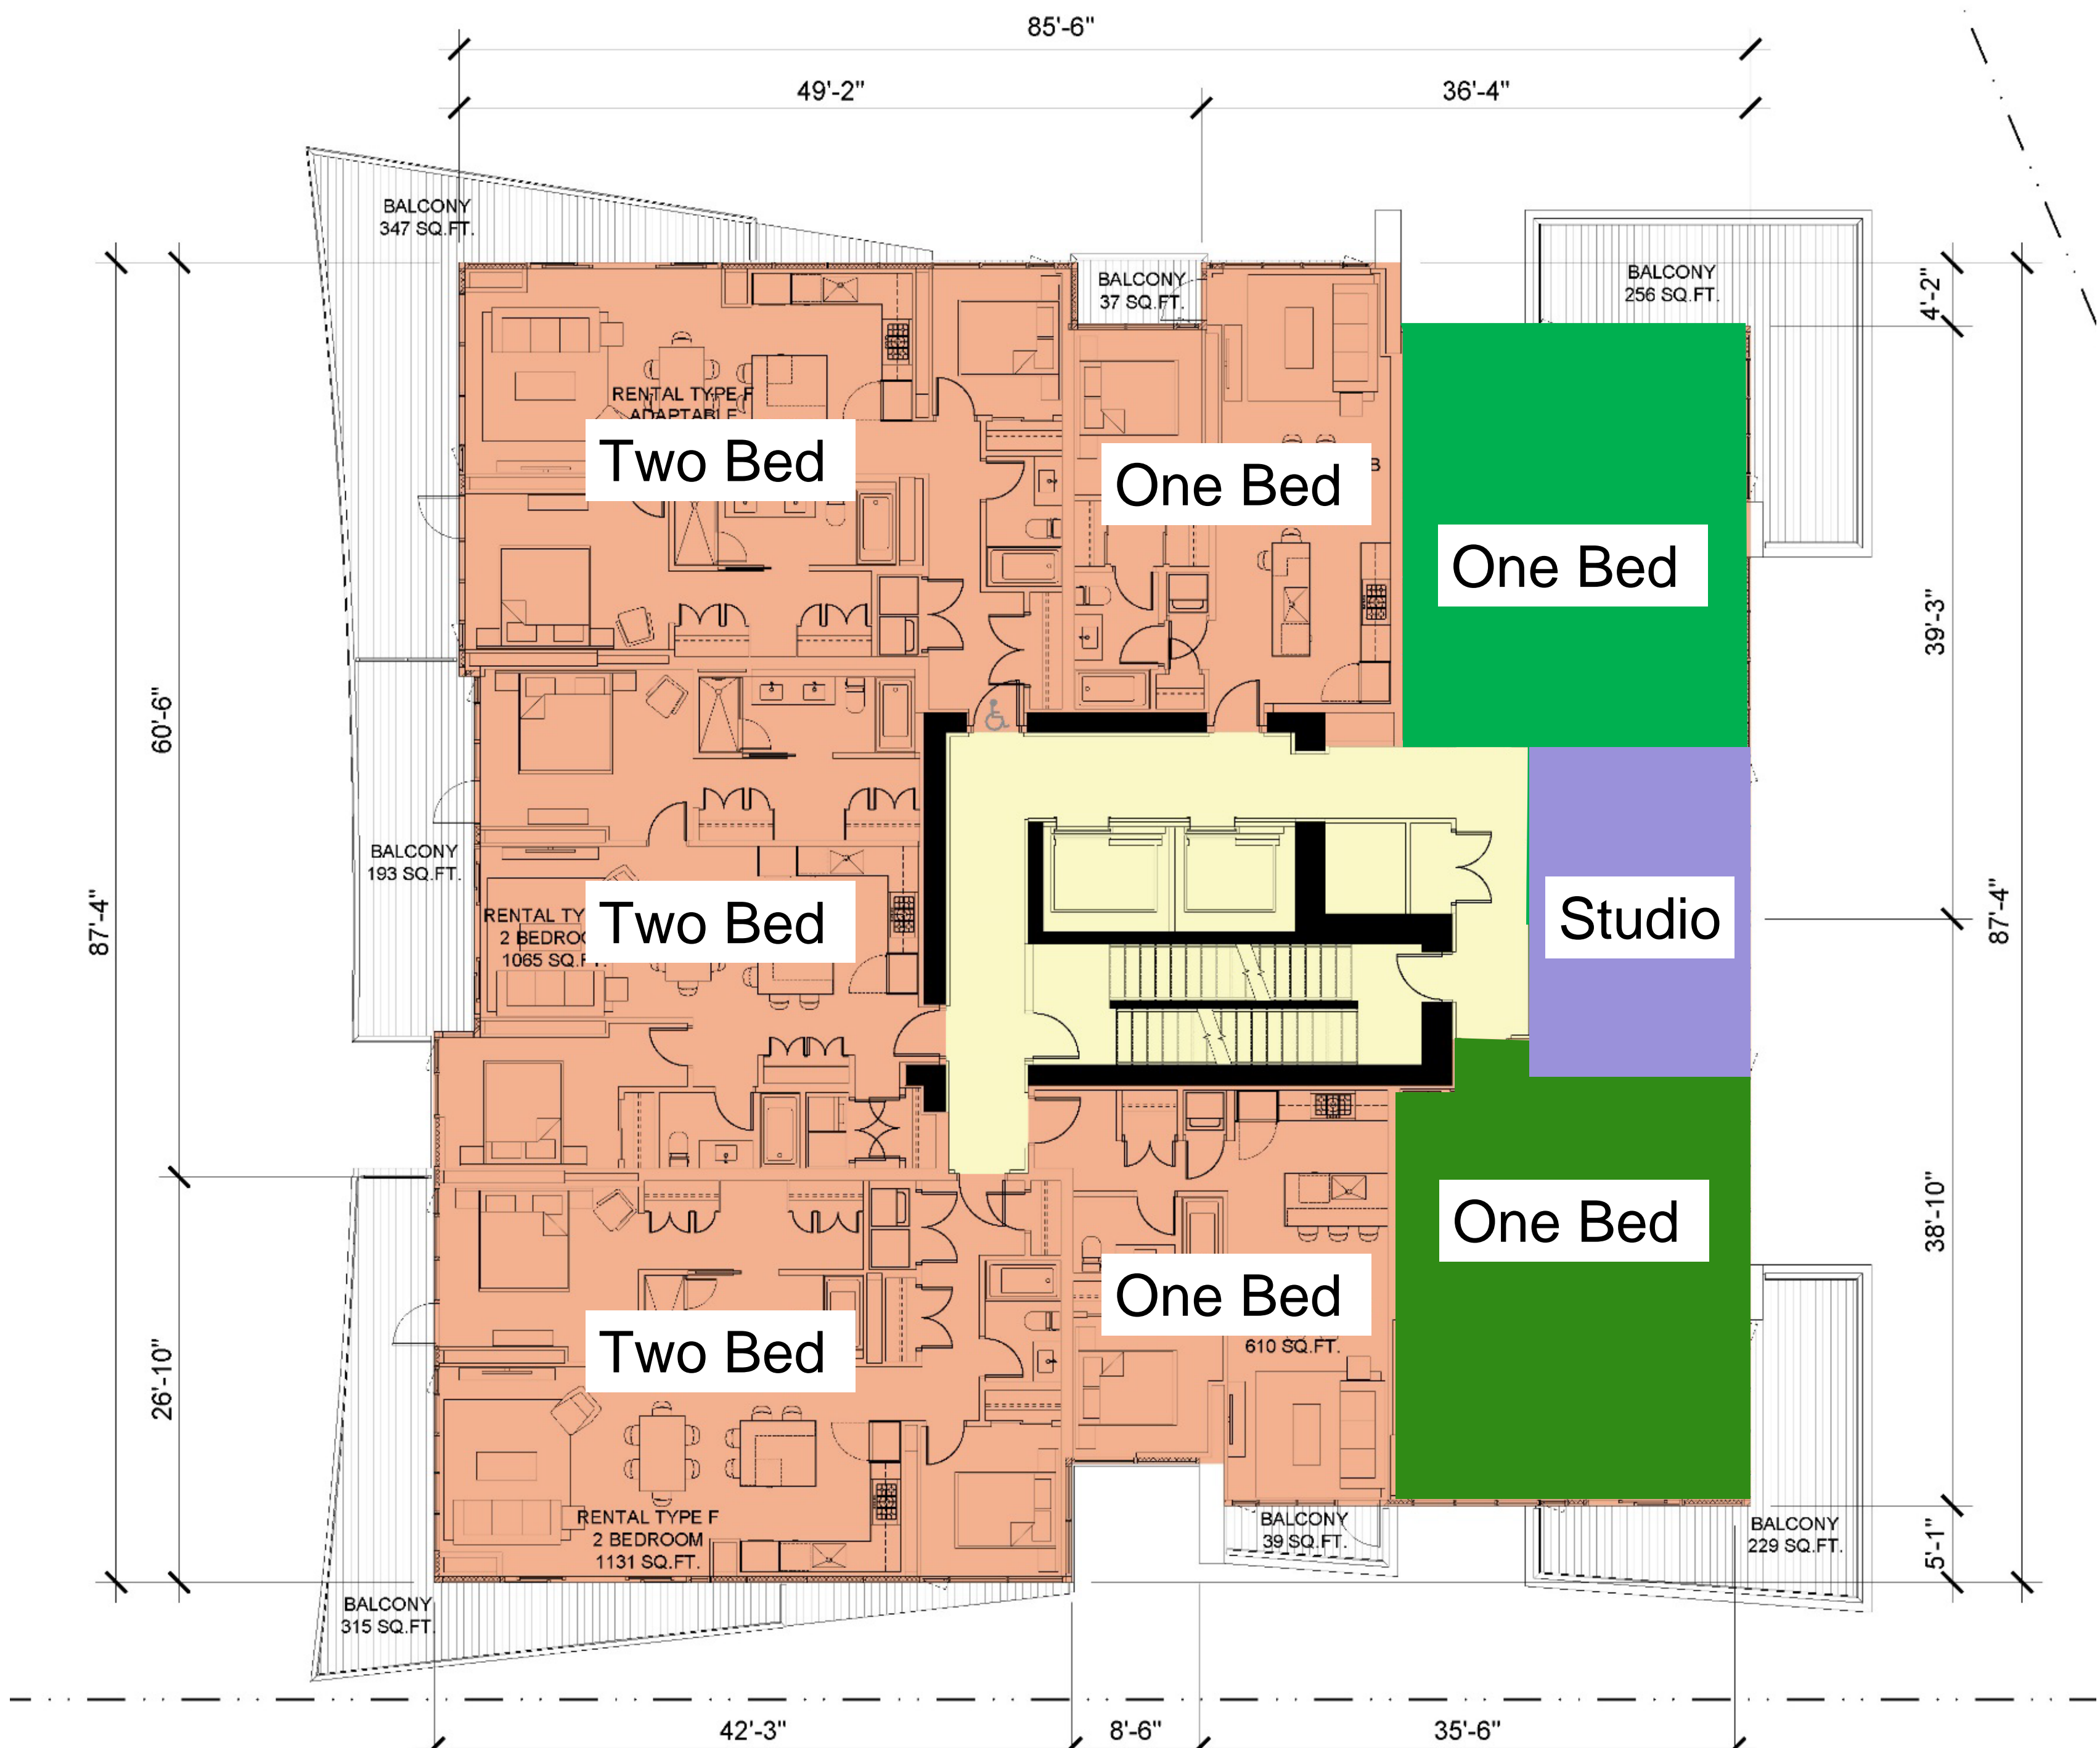 85'-6"
49'-2"
36'-4"
BALCONY
347 SQ.FT.
BALCONY
37 SQ.FT.
BALCONY
256 SQ.FT.
4'-2"
RENTAL TYPE F
ADAPTABLE
Two Bed
One Bed
B
One Bed
39'-3"
60'-6"
87'-4"
BALCONY
193 SQ.FT.
RENTAL TY
2 BEDRO
1065 SQ.F
Two Bed
Studio
87'-4"
One Bed
38'-10"
One Bed
610 SQ.FT.
Two Bed
26'-10"
RENTAL TYPE F
2 BEDROOM
1131 SQ.FT.
BALCONY
39 SQ.FT.
BALCONY
229 SQ.FT.
5'-1"
BALCONY
315 SQ.FT.
42'-3"
8'-6"
35'-6"